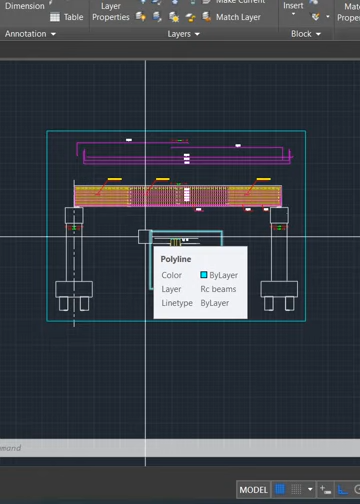 Dimension
Table
Layer
Properties
Make Current
Match Layer
Insert
Annotation
Layers
Block
Polyline
Color ByLayer
Layer Rc beams
Linetype ByLayer
MODEL